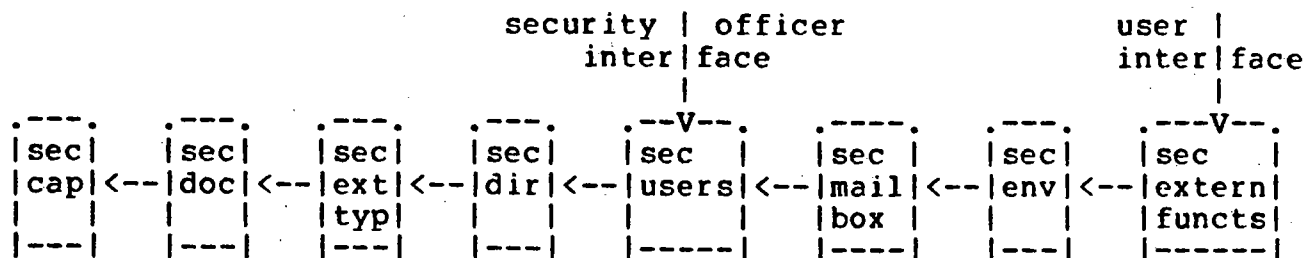 security | officer                 user |
                                     inter|face                    inter|face
                                           |                            |
.---.     .---.     .---.     .---.     .--V--.     .----.     .---.     .---V--.
|sec|     |sec|     |sec|     |sec|     |sec  |     |sec |     |sec|     |sec   |
|cap|<--|doc|<--|ext|<--|dir|<--|users|<--|mail|<--|env|<--|extern|
|   |     |   |     |typ|     |   |     |     |     |box |     |   |     |functs|
|---|     |---|     |---|     |---|     |-----|     |----|     |---|     |------|